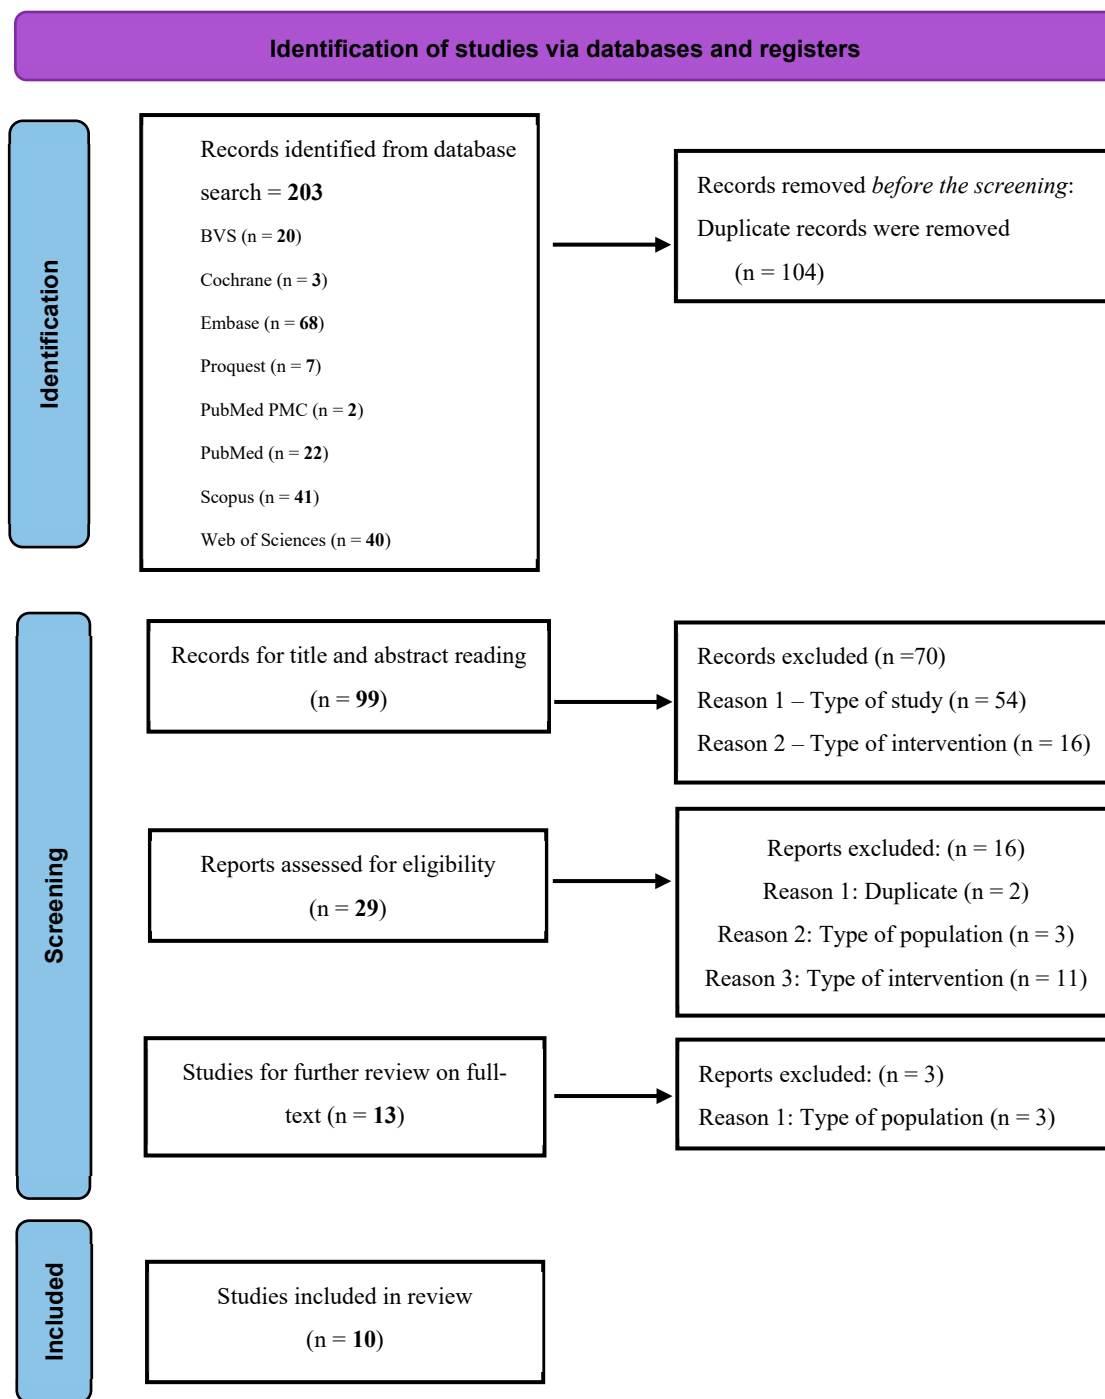 Identification of studies via databases and registers
Identification
Records identified from database
search = 203
BVS (n = 20)
Cochrane (n = 3)
Embase (n = 68)
Proquest (n = 7)
PubMed PMC (n = 2)
PubMed (n = 22)
Scopus (n = 41)
Web of Sciences (n = 40)
Records removed before the screening:
Duplicate records were removed
(n = 104)
Screening
Records for title and abstract reading
(n = 99)
Records excluded (n =70)
Reason 1 – Type of study (n = 54)
Reason 2 – Type of intervention (n = 16)
Reports assessed for eligibility
(n = 29)
Reports excluded: (n = 16)
Reason 1: Duplicate (n = 2)
Reason 2: Type of population (n = 3)
Reason 3: Type of intervention (n = 11)
Studies for further review on full-
text (n = 13)
Reports excluded: (n = 3)
Reason 1: Type of population (n = 3)
Included
Studies included in review
(n = 10)